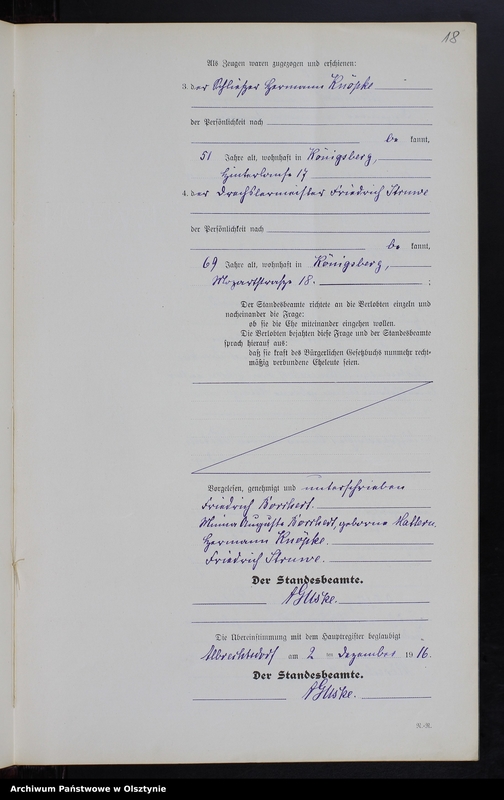 18
Als Zeugen waren zugezogen und erschienen:
3. der Schließer Hermann Knöpke
der Persönlichkeit nach
be kannt,
51 Jahre alt, wohnhaft in Königsberg,
17
4. der Drechslermeister Friedrich Struwe
der Persönlichkeit nach
be kannt,
69 Jahre alt, wohnhaft in Königsberg,
Mozartstraße 18. ;
Der Standesbeamte richtete an die Verlobten einzeln und
nacheinander die Frage:
ob sie die Ehe miteinander eingehen wollen.
Die Verlobten bejahten diese Frage und der Standesbeamte
sprach hierauf aus:
daß sie kraft des Bürgerlichen Gesetzbuchs nunmehr recht-
mäßig verbundene Eheleute seien.
Vorgelesen, genehmigt und unterschrieben
Friedrich Borchert.
Minna Auguste Borchert, geborne
Hermann Knöpke.
Friedrich Struwe.
Der Standesbeamte.
Die Übereinstimmung mit dem Hauptregister beglaubigt
Albrechtsdorf am 2 ten Dezember 1916.
Der Standesbeamte.
R.-R.
Archiwum Państwowe w Olsztynie